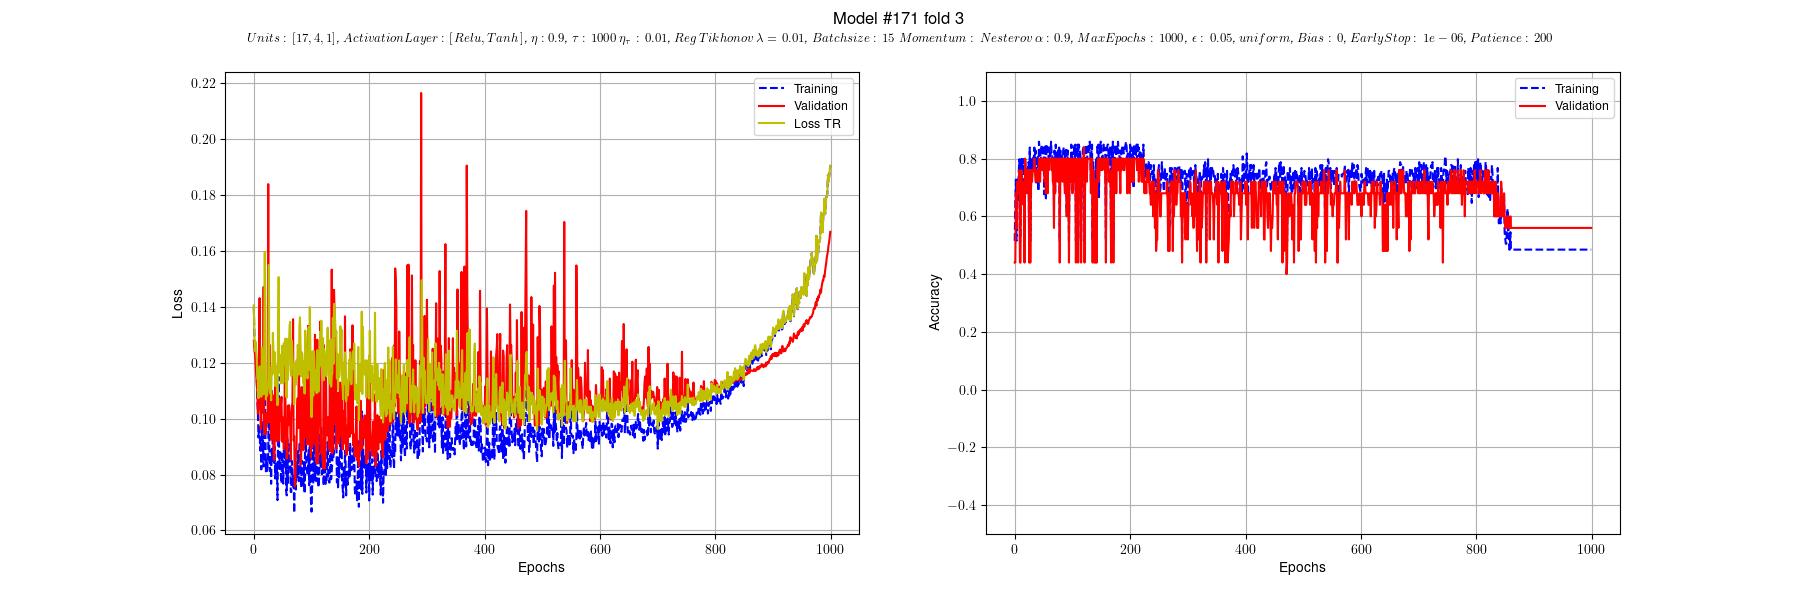 Model #171 fold 3
Units : [17, 4, 1], ActivationLayer : [Relu, Tanh], η : 0.9, τ : 1000 ητ : 0.01, Reg Tikhonov λ = 0.01, Batchsize : 15 Momentum : Nesterov α : 0.9, MaxEpochs : 1000, ϵ : 0.05, uniform, Bias : 0, EarlyStop : 1e − 06, Patience : 200
Loss
0.22
0.20
0.18
0.16
0.14
0.12
0.10
0.08
0.06
0 200 400 600 800 1000
Epochs
Training
Validation
Loss TR
Accuracy
1.0
0.8
0.6
0.4
0.2
0.0
−0.2
−0.4
0 200 400 600 800 1000
Epochs
Training
Validation